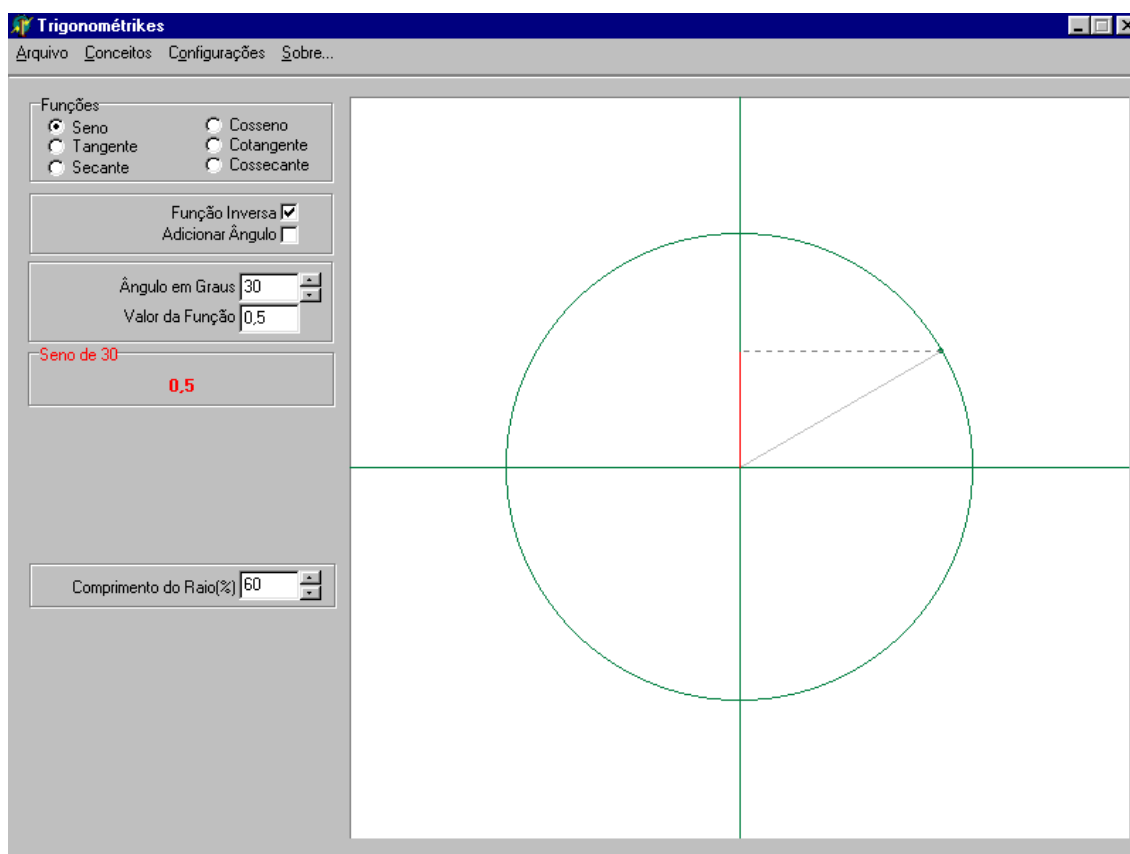 Trigonométrikes
Arquivo Conceitos Configurações Sobre...
Funções
Seno Cosseno
Tangente Cotangente
Secante Cossecante
Função Inversa
Adicionar Ângulo
Ângulo em Graus 30
Valor da Função 0,5
Seno de 30
0,5
Comprimento do Raio(%) 60